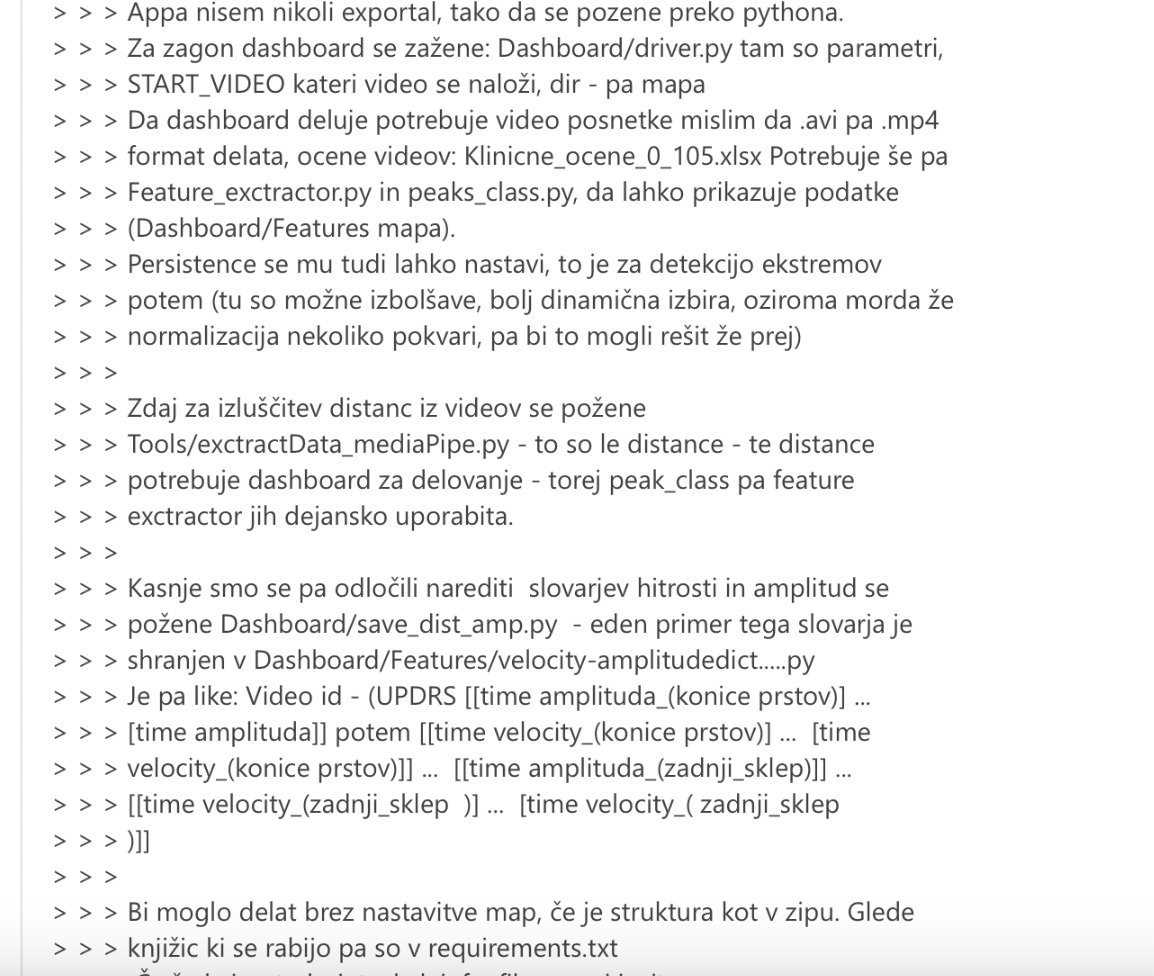 > > > Appa nisem nikoli exportal, tako da se pozene preko pythona.
> > > Za zagon dashboard se zažene: Dashboard/driver.py tam so parametri,
> > > START_VIDEO kateri video se naloži, dir - pa mapa
> > > Da dashboard deluje potrebuje video posnetke mislim da .avi pa .mp4
> > > format delata, ocene videov: Klinicne_ocene_0_105.xlsx Potrebuje še pa
> > > Feature_exctractor.py in peaks_class.py, da lahko prikazuje podatke
> > > (Dashboard/Features mapa).
> > > Persistence se mu tudi lahko nastavi, to je za detekcijo ekstremov
> > > potem (tu so možne izbolšave, bolj dinamična izbira, oziroma morda že
> > > normalizacija nekoliko pokvari, pa bi to mogli rešit že prej)
> > >
> > > Zdaj za izluščitev distanc iz videov se požene
> > > Tools/exctractData_mediaPipe.py - to so le distance - te distance
> > > potrebuje dashboard za delovanje - torej peak_class pa feature
> > > exctractor jih dejansko uporabita.
> > >
> > > Kasnje smo se pa odločili narediti  slovarjev hitrosti in amplitud se
> > > požene Dashboard/save_dist_amp.py  - eden primer tega slovarja je
> > > shranjen v Dashboard/Features/velocity-amplitudedict.....py
> > > Je pa like: Video id - (UPDRS [[time amplituda_(konice prstov)] ...
> > > [time amplituda]] potem [[time velocity_(konice prstov)] ...  [time
> > > velocity_(konice prstov)]] ...  [[time amplituda_(zadnji_sklep)]] ...
> > > [[time velocity_(zadnji_sklep  )] ...  [time velocity_( zadnji_sklep
> > > )]]
> > >
> > > Bi moglo delat brez nastavitve map, če je struktura kot v zipu. Glede
> > > knjižic ki se rabijo pa so v requirements.txt